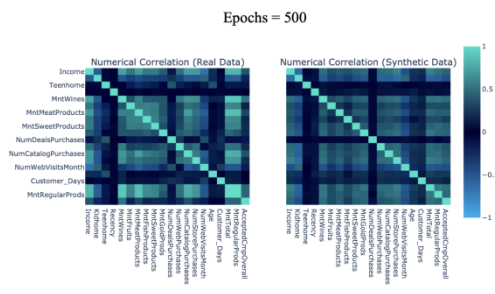 Epochs = 500
Numerical Correlation (Real Data)
Numerical Correlation (Synthetic Data)
1
0.5
0
−0.5
−1
Income
Teenhome
MntWines
MntMeatProducts
MntSweetProducts
NumDealsPurchases
NumCatalogPurchases
NumWebVisitsMonth
Customer_Days
MntRegularProds
Income
Kidhome
Teenhome
Recency
MntWines
MntFruits
MntMeatProducts
MntFishProducts
MntSweetProducts
MntGoldProds
NumDealsPurchases
NumWebPurchases
NumCatalogPurchases
NumStorePurchases
NumWebVisitsMonth
Age
Customer_Days
MntTotal
MntRegularProds
AcceptedCmpOverall
Income
Kidhome
Teenhome
Recency
MntWines
MntFruits
MntMeatProducts
MntFishProducts
MntSweetProducts
MntGoldProds
NumDealsPurchases
NumWebPurchases
NumCatalogPurchases
NumStorePurchases
NumWebVisitsMonth
Age
Customer_Days
MntTotal
MntRegularProds
AcceptedCmpOverall